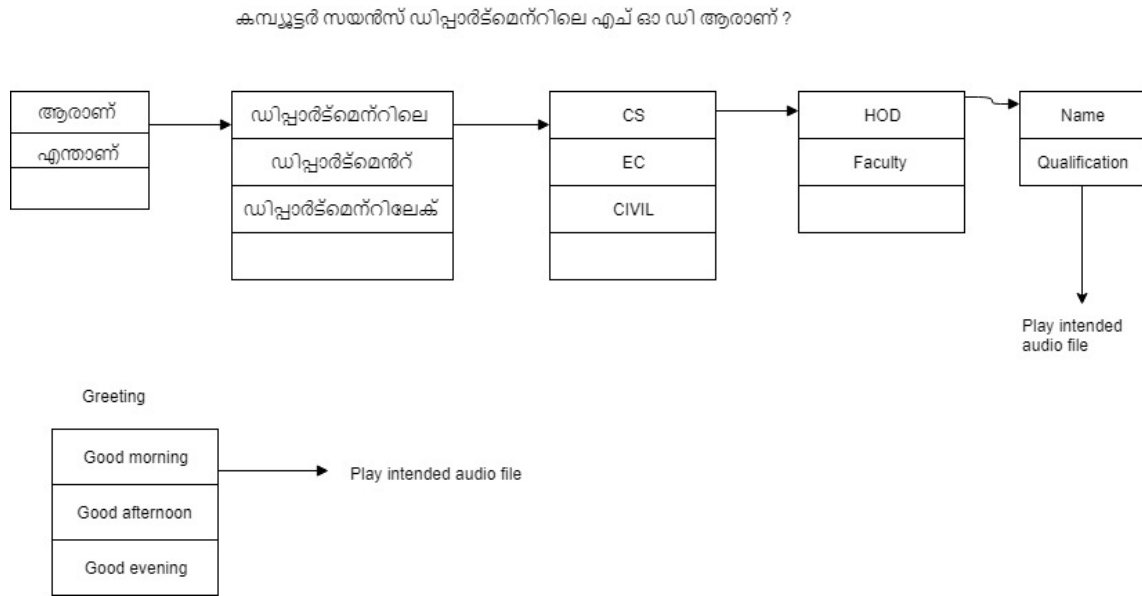 കമ്പ്യൂട്ടർ സയൻസ് ഡിപ്പാർട്മെന്റിലെ എച് ഓ ഡി ആരാണ് ?
ആരാണ്
എന്താണ്
ഡിപ്പാർട്മെന്റിലെ
ഡിപ്പാർട്മെൻറ്
ഡിപ്പാർട്മെന്റിലേക്
CS
EC
CIVIL
HOD
Faculty
Name
Qualification
Play intended
audio file
Greeting
Good morning
Good afternoon
Good evening
Play intended audio file